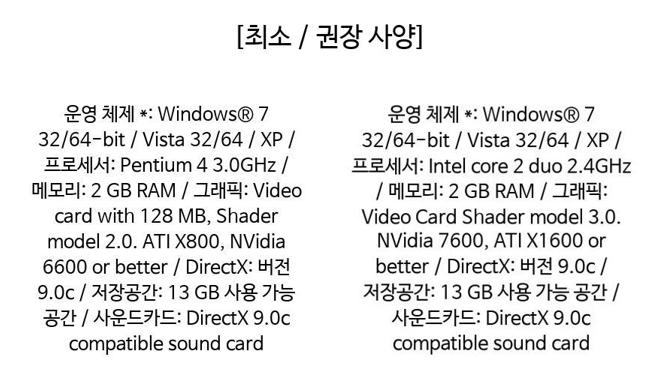 [최소 / 권장 사양]
운영 체제 *: Windows® 7
32/64-bit / Vista 32/64 / XP /
프로세서: Pentium 4 3.0GHz /
메모리: 2 GB RAM / 그래픽: Video
card with 128 MB, Shader
model 2.0. ATI X800, NVidia
6600 or better / DirectX: 버전
9.0c / 저장공간: 13 GB 사용 가능
공간 / 사운드카드: DirectX 9.0c
compatible sound card
운영 체제 *: Windows® 7
32/64-bit / Vista 32/64 / XP /
프로세서: Intel core 2 duo 2.4GHz
/ 메모리: 2 GB RAM / 그래픽:
Video Card Shader model 3.0.
NVidia 7600, ATI X1600 or
better / DirectX: 버전 9.0c /
저장공간: 13 GB 사용 가능 공간 /
사운드카드: DirectX 9.0c
compatible sound card